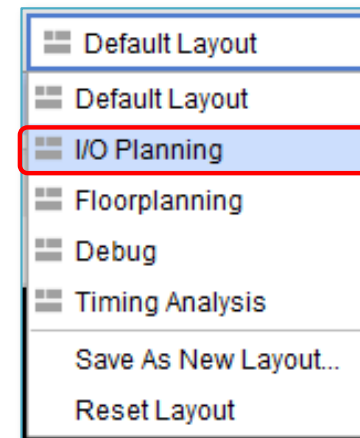 Default Layout
Default Layout
I/O Planning
Floorplanning
Debug
Timing Analysis
Save As New Layout...
Reset Layout